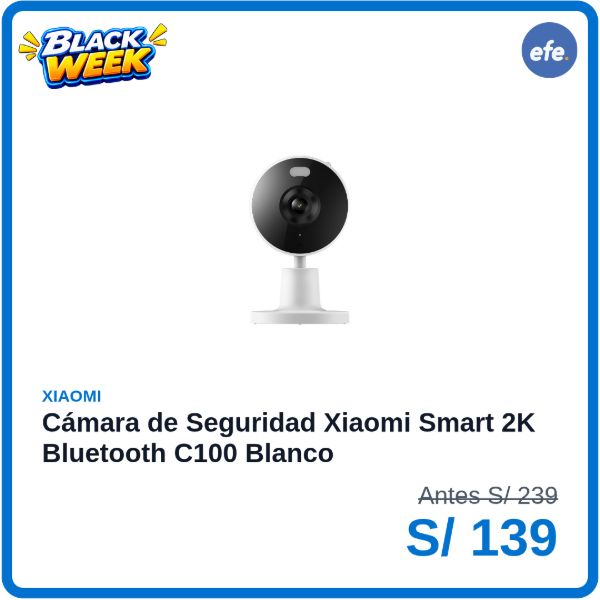 BLACK
WEEK
efe.
XIAOMI
Cámara de Seguridad Xiaomi Smart 2K
Bluetooth C100 Blanco
Antes S/ 239
S/ 139